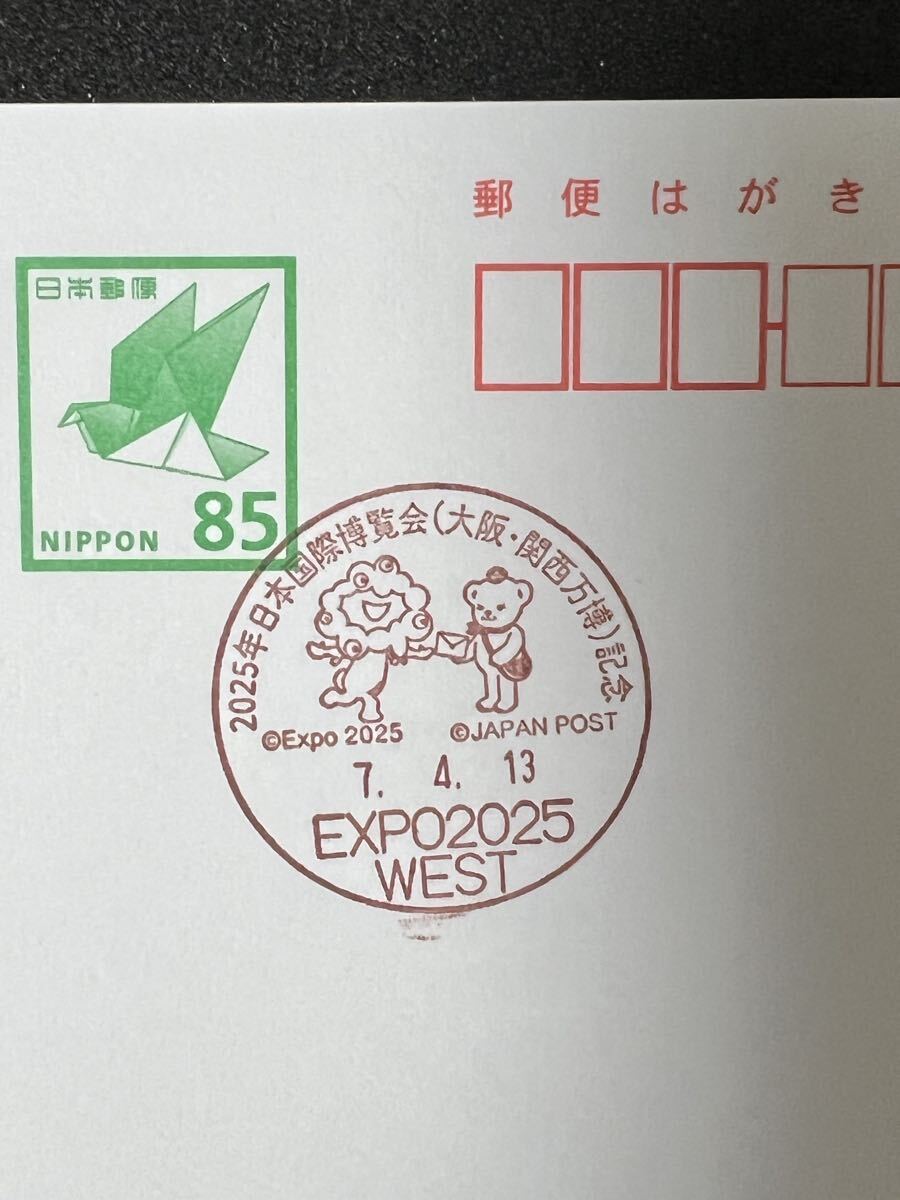 郵便はがき
日本郵便
NIPPON 85
2025年日本国際博覧会(大阪・関西万博)記念
©Expo 2025 ©JAPAN POST
7. 4. 13
EXPO2025
WEST